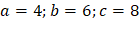 a = 4; b = 6; c = 8